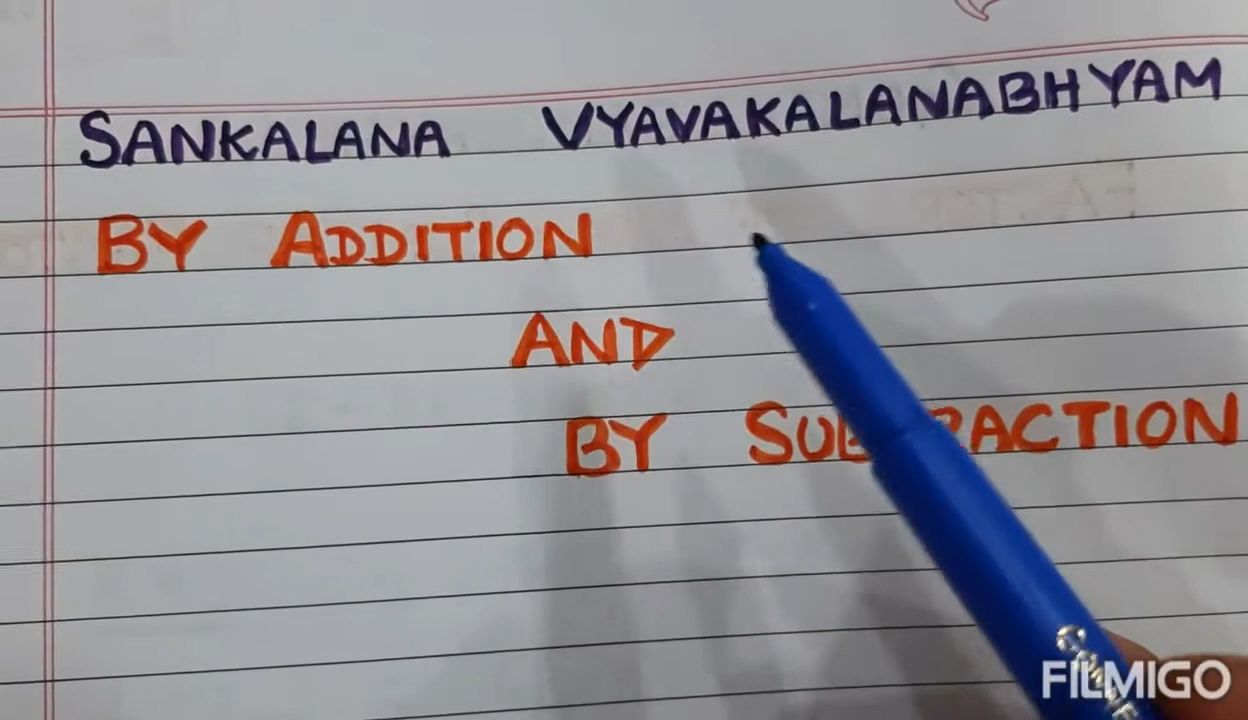 SANKALANA VYAVAKALANABHYAM
BY ADDITION
AND
BY SUBTRACTION
FILMIGO